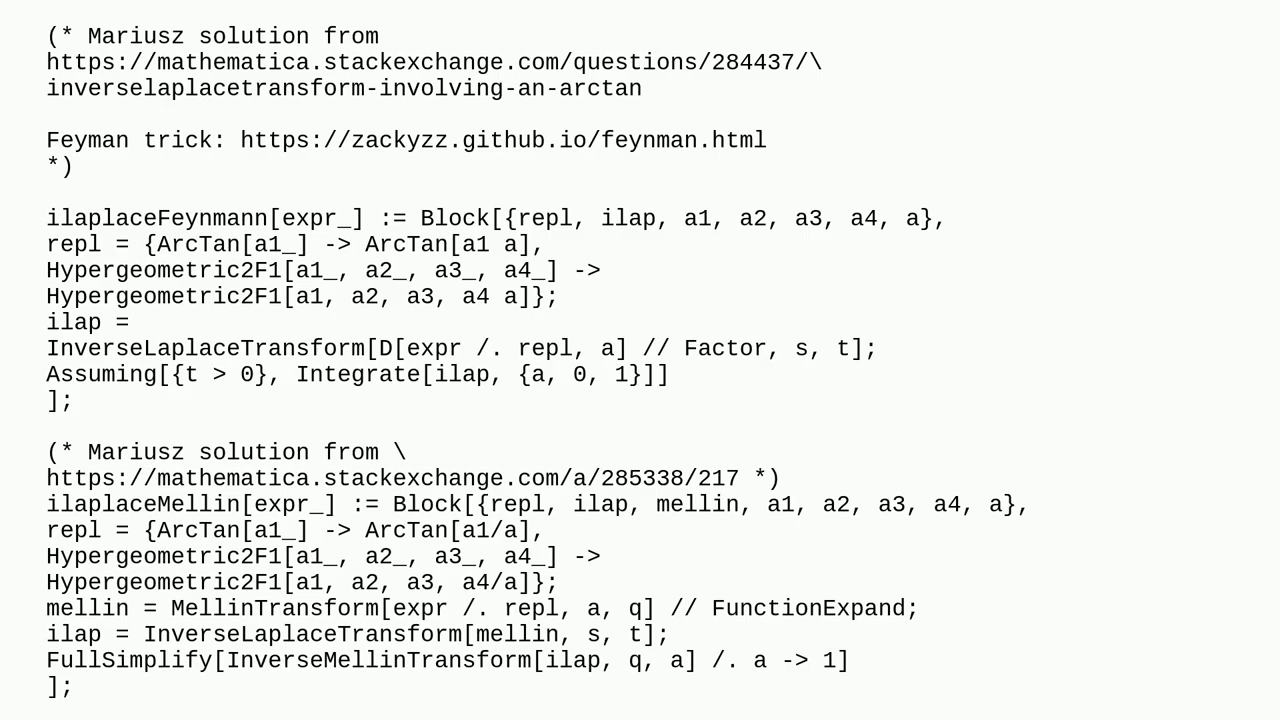 (* Mariusz solution from
https://mathematica.stackexchange.com/questions/284437/\
inverselaplacetransform-involving-an-arctan
Feyman trick: https://zackyzz.github.io/feynman.html
*)
ilaplaceFeynmann[expr_] := Block[{repl, ilap, a1, a2, a3, a4, a},
repl = {ArcTan[a1_] -> ArcTan[a1 a],
Hypergeometric2F1[a1_, a2_, a3_, a4_] ->
Hypergeometric2F1[a1, a2, a3, a4 a]};
ilap =
InverseLaplaceTransform[D[expr /. repl, a] // Factor, s, t];
Assuming[{t > 0}, Integrate[ilap, {a, 0, 1}]]
];
(* Mariusz solution from \
https://mathematica.stackexchange.com/a/285338/217 *)
ilaplaceMellin[expr_] := Block[{repl, ilap, mellin, a1, a2, a3, a4, a},
repl = {ArcTan[a1_] -> ArcTan[a1/a],
Hypergeometric2F1[a1_, a2_, a3_, a4_] ->
Hypergeometric2F1[a1, a2, a3, a4/a]};
mellin = MellinTransform[expr /. repl, a, q] // FunctionExpand;
ilap = InverseLaplaceTransform[mellin, s, t];
FullSimplify[InverseMellinTransform[ilap, q, a] /. a -> 1]
];